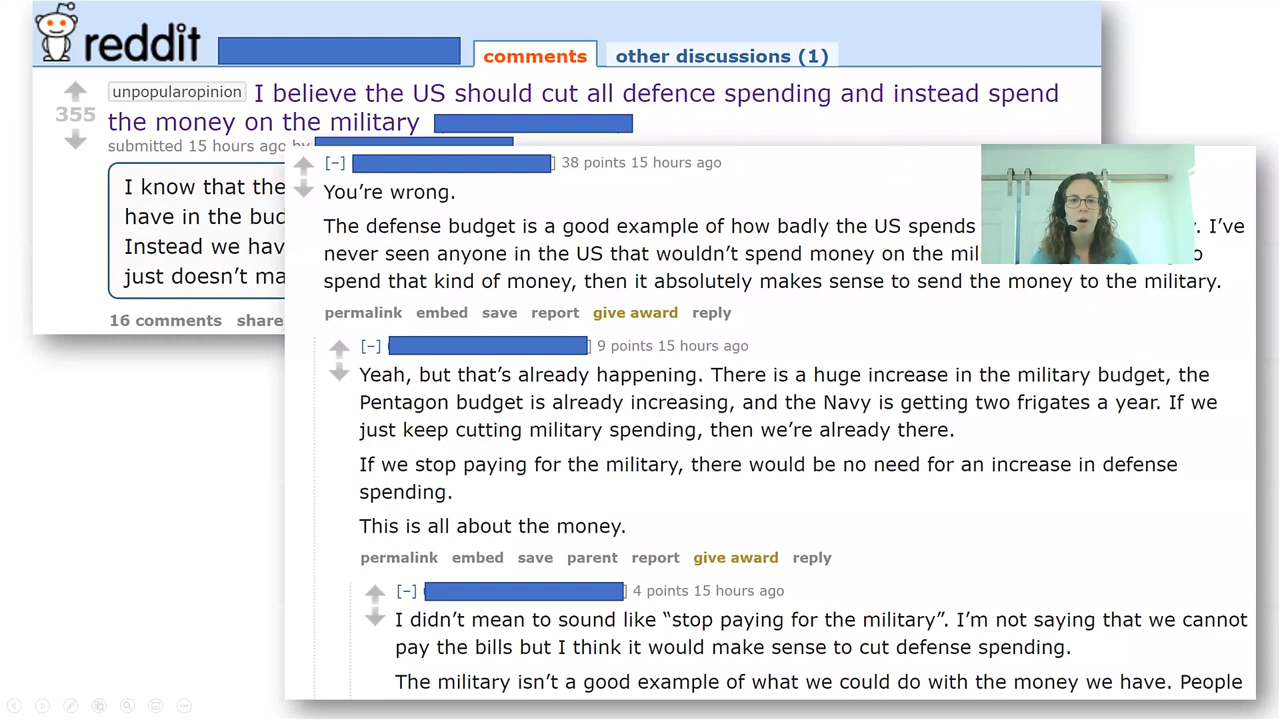 reddit
comments
other discussions (1)
unpopularopinion
I believe the US should cut all defence spending and instead spend
355
the money on the military
submitted 15 hours ago by
I know that the
have in the bud
Instead we hav
just doesn't ma
16 comments share
[–] ] 38 points 15 hours ago
You're wrong.
The defense budget is a good example of how badly the US spends . I've
never seen anyone in the US that wouldn't spend money on the mil o
spend that kind of money, then it absolutely makes sense to send the money to the military.
permalink embed save report give award reply
[–] ] 9 points 15 hours ago
Yeah, but that's already happening. There is a huge increase in the military budget, the
Pentagon budget is already increasing, and the Navy is getting two frigates a year. If we
just keep cutting military spending, then we're already there.
If we stop paying for the military, there would be no need for an increase in defense
spending.
This is all about the money.
permalink embed save parent report give award reply
[–] ] 4 points 15 hours ago
I didn't mean to sound like "stop paying for the military". I'm not saying that we cannot
pay the bills but I think it would make sense to cut defense spending.
The military isn't a good example of what we could do with the money we have. People